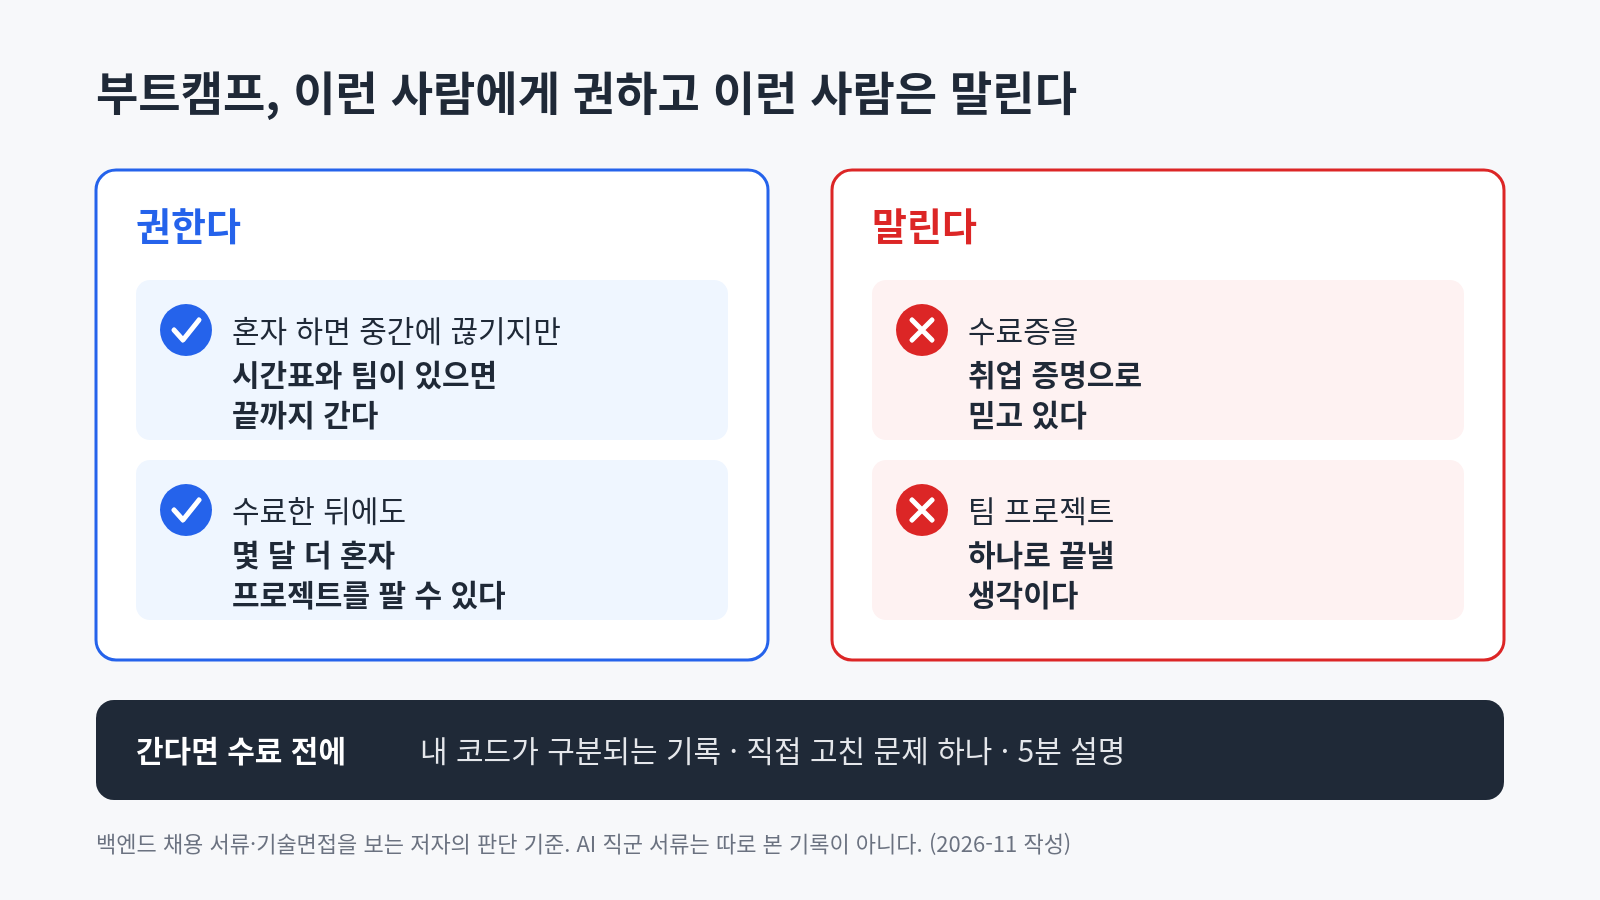 부트캠프, 이런 사람에게 권하고 이런 사람은 말린다
권한다
혼자 하면 중간에 끊기지만
시간표와 팀이 있으면
끝까지 간다
수료한 뒤에도
몇 달 더 혼자
프로젝트를 팔 수 있다
말린다
수료증을
취업 증명으로
믿고 있다
팀 프로젝트
하나로 끝낼
생각이다
간다면 수료 전에 내 코드가 구분되는 기록 · 직접 고친 문제 하나 · 5분 설명
백엔드 채용 서류·기술면접을 보는 저자의 판단 기준. AI 직군 서류는 따로 본 기록이 아니다. (2026-11 작성)